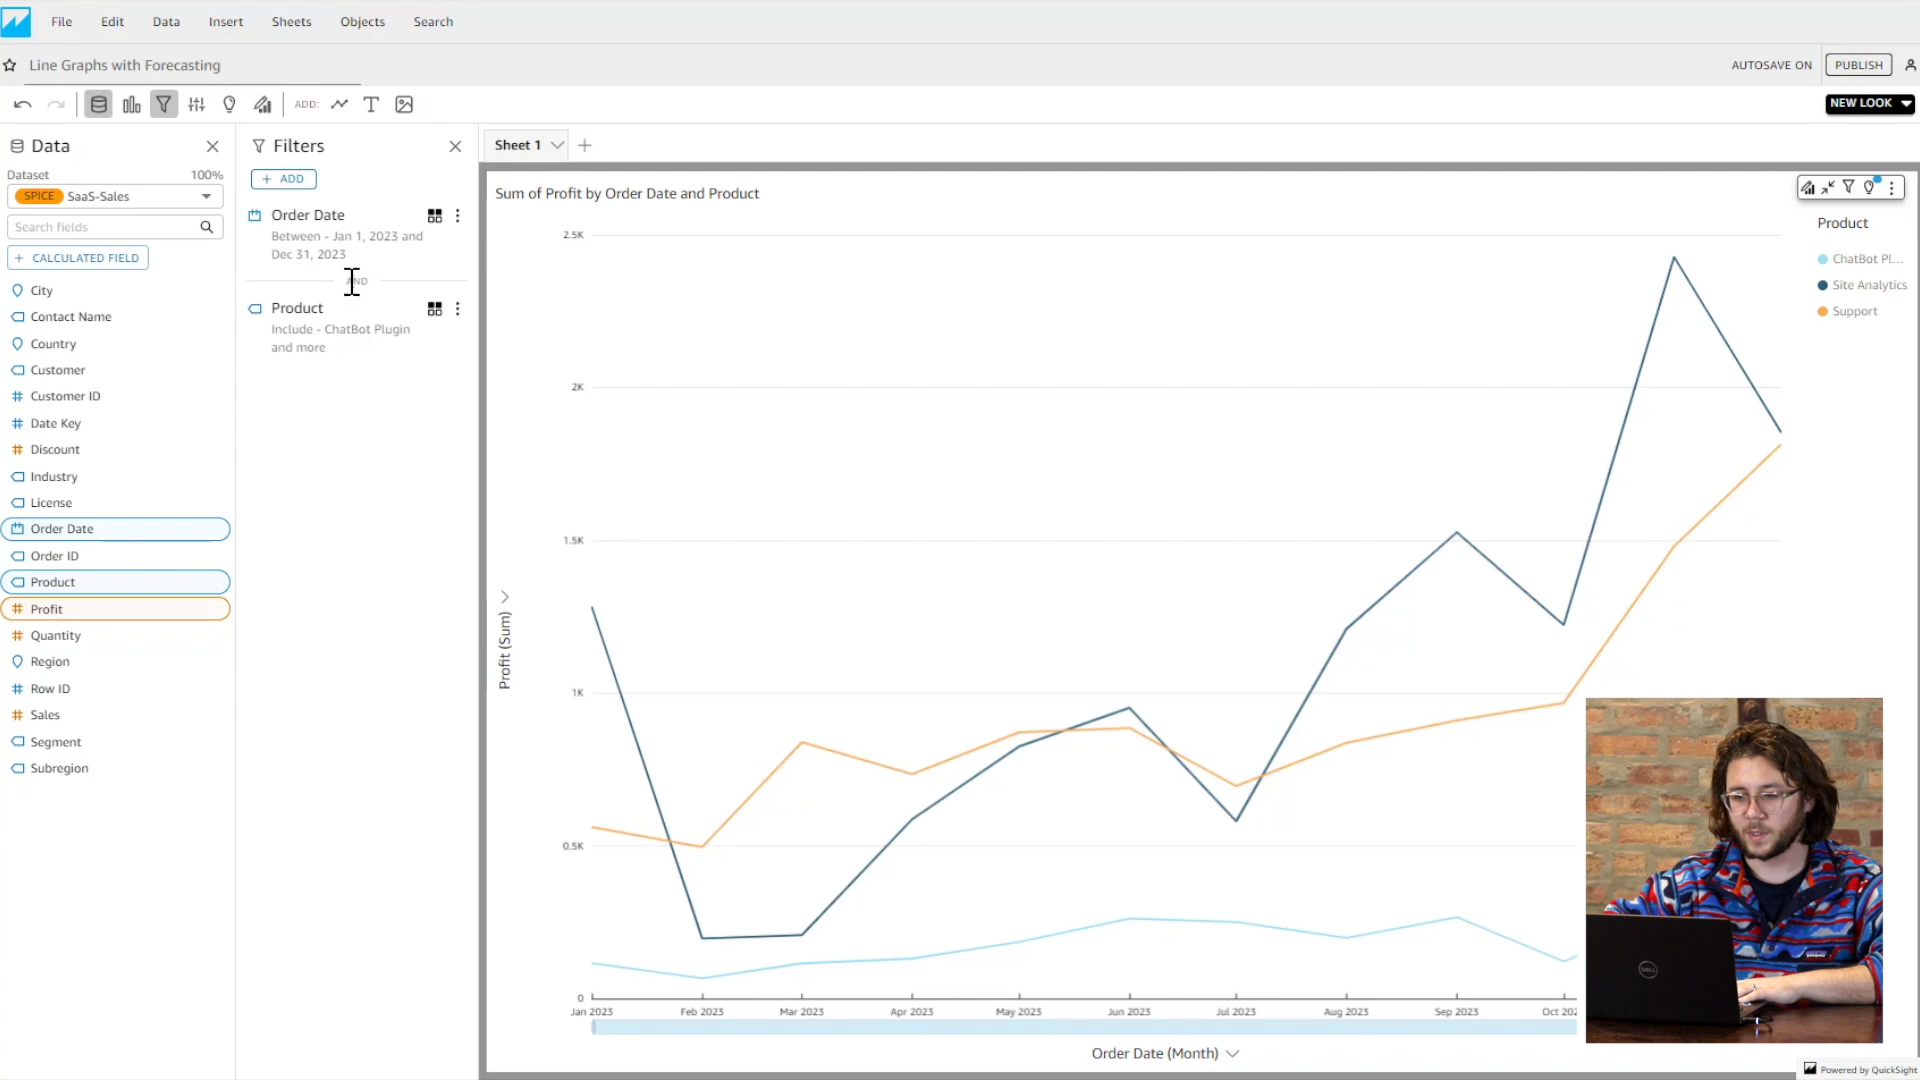 File Edit Data Insert Sheets Objects Search
Line Graphs with Forecasting
AUTOSAVE ON PUBLISH
ADD:
NEW LOOK
Data
Dataset 100%
SPICE SaaS-Sales
Search fields
+ CALCULATED FIELD
City
Contact Name
Country
Customer
Customer ID
Date Key
Discount
Industry
License
Order Date
Order ID
Product
Profit
Quantity
Region
Row ID
Sales
Segment
Subregion
Filters
+ ADD
Order Date
Between - Jan 1, 2023 and
Dec 31, 2023
AND
Product
Include - ChatBot Plugin
and more
Sheet 1
Sum of Profit by Order Date and Product
Product
ChatBot Pl...
Site Analytics
Support
2.5K
2K
1.5K
1K
0.5K
0
Profit (Sum)
Jan 2023 Feb 2023 Mar 2023 Apr 2023 May 2023 Jun 2023 Jul 2023 Aug 2023 Sep 2023 Oct 202
Order Date (Month)
DELL
Powered by QuickSight